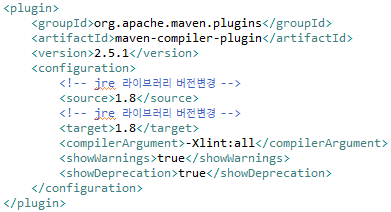 <plugin>
<groupId>org.apache.maven.plugins</groupId>
<artifactId>maven-compiler-plugin</artifactId>
<version>2.5.1</version>
<configuration>
<!-- jre 라이브러리 버전변경 -->
<source>1.8</source>
<!-- jre 라이브러리 버전변경 -->
<target>1.8</target>
<compilerArgument>-Xlint:all</compilerArgument>
<showWarnings>true</showWarnings>
<showDeprecation>true</showDeprecation>
</configuration>
</plugin>